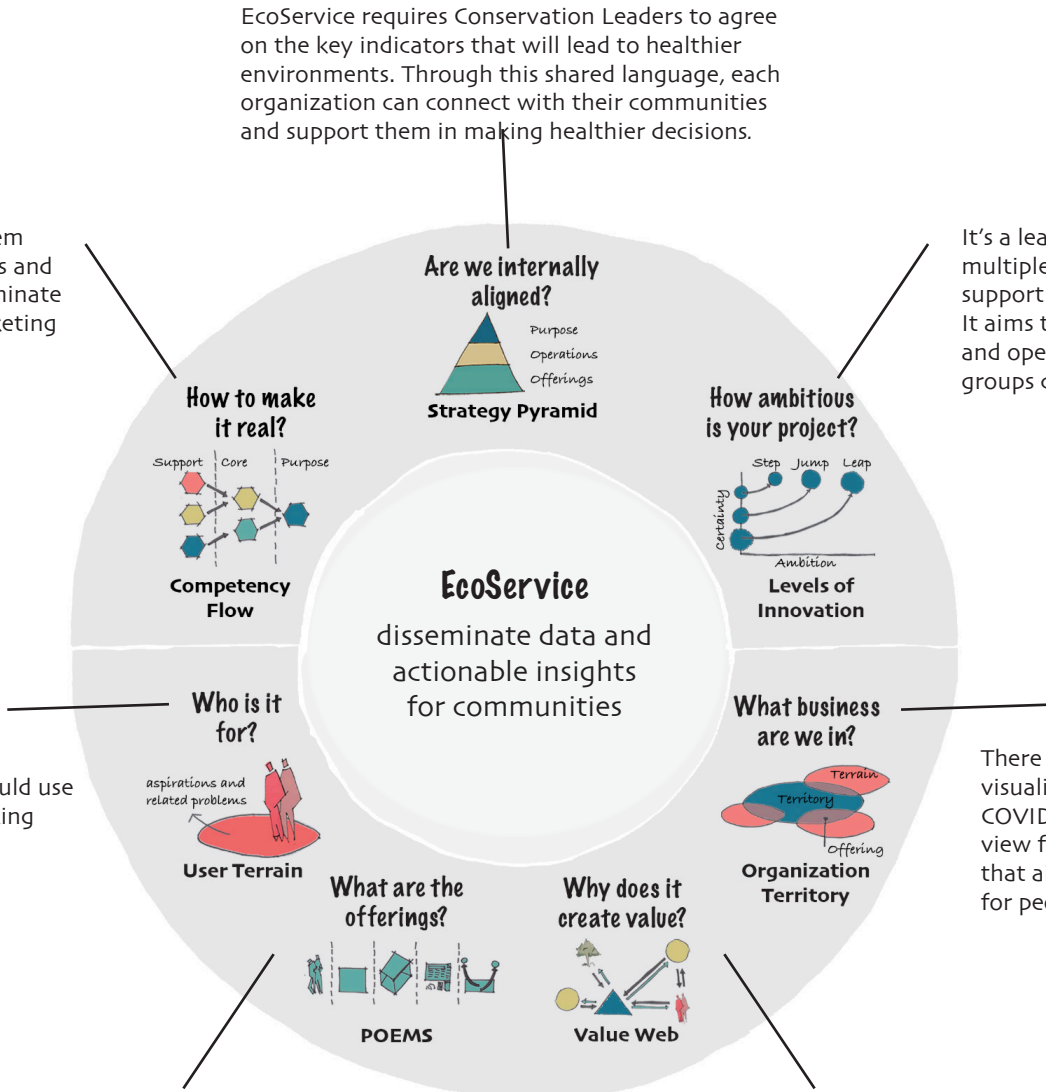 EcoService requires Conservation Leaders to agree
on the key indicators that will lead to healthier
environments. Through this shared language, each
organization can connect with their communities
and support them in making healthier decisions.
em
s and
minate
eting
It's a lea
multiple
support
It aims t
and ope
groups o
Are we internally
aligned?
Purpose
Operations
Offerings
Strategy Pyramid
How to make
it real?
Support
Core
Purpose
Competency
Flow
How ambitious
is your project?
Step
Jump
Leap
Certainty
Ambition
Levels of
Innovation
EcoService
disseminate data and
actionable insights
for communities
Who is it
for?
aspirations and
related problems
User Terrain
What business
are we in?
Terrain
Territory
Offering
Organization
Territory
uld use
ing
There
visuali
COVID
view f
that a
for pe
What are the
offerings?
POEMS
Why does it
create value?
Value Web